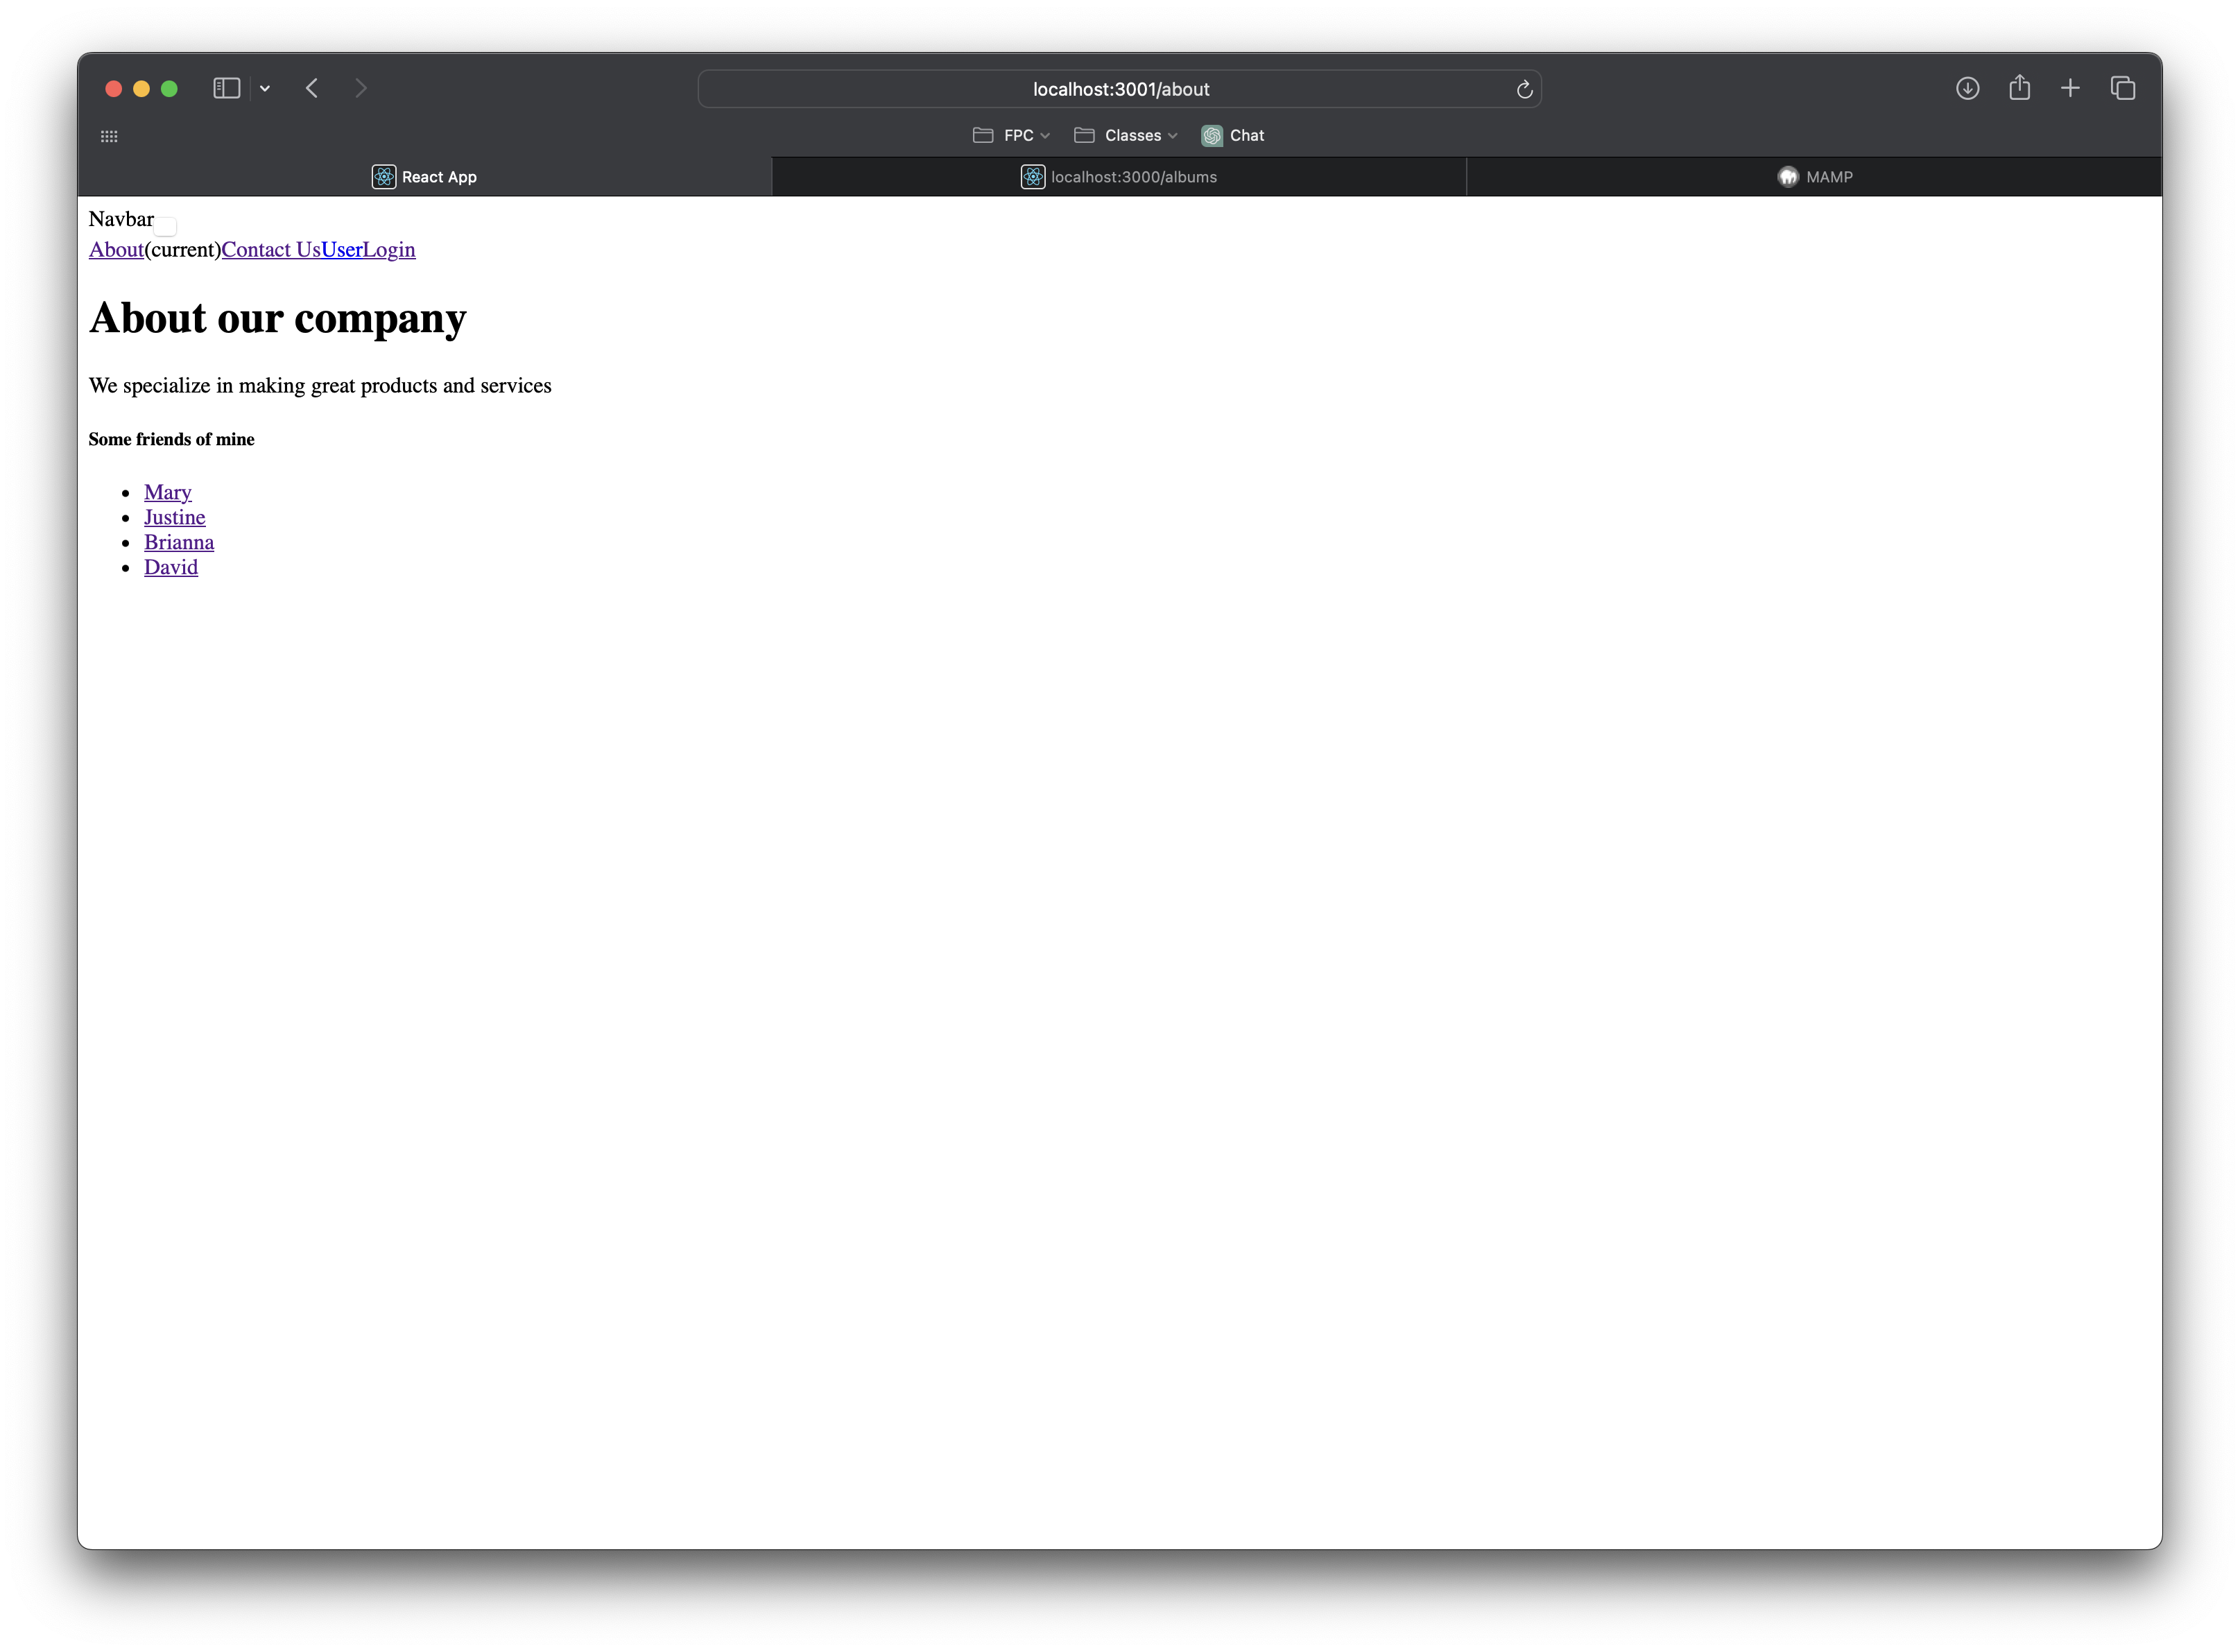 localhost:3001/about
FPC Classes Chat
React App localhost:3000/albums MAMP
Navbar
About(current)Contact UsUserLogin
About our company
We specialize in making great products and services
Some friends of mine
Mary
Justine
Brianna
David